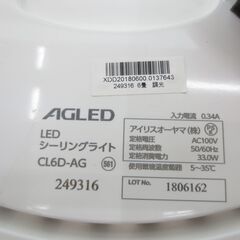 XDD20180600 0137643
249316 6畳 調光
AGLED
LED
シーリングライト
CL6D-AG 561
249316
入力電流 0.34A
アイリスオーヤマ(株)
定格電圧 AC100V
定格周波数 50/60Hz
定格消費電力 33.0W
使用周囲温度範囲 5~35℃
LOT No. 1806162